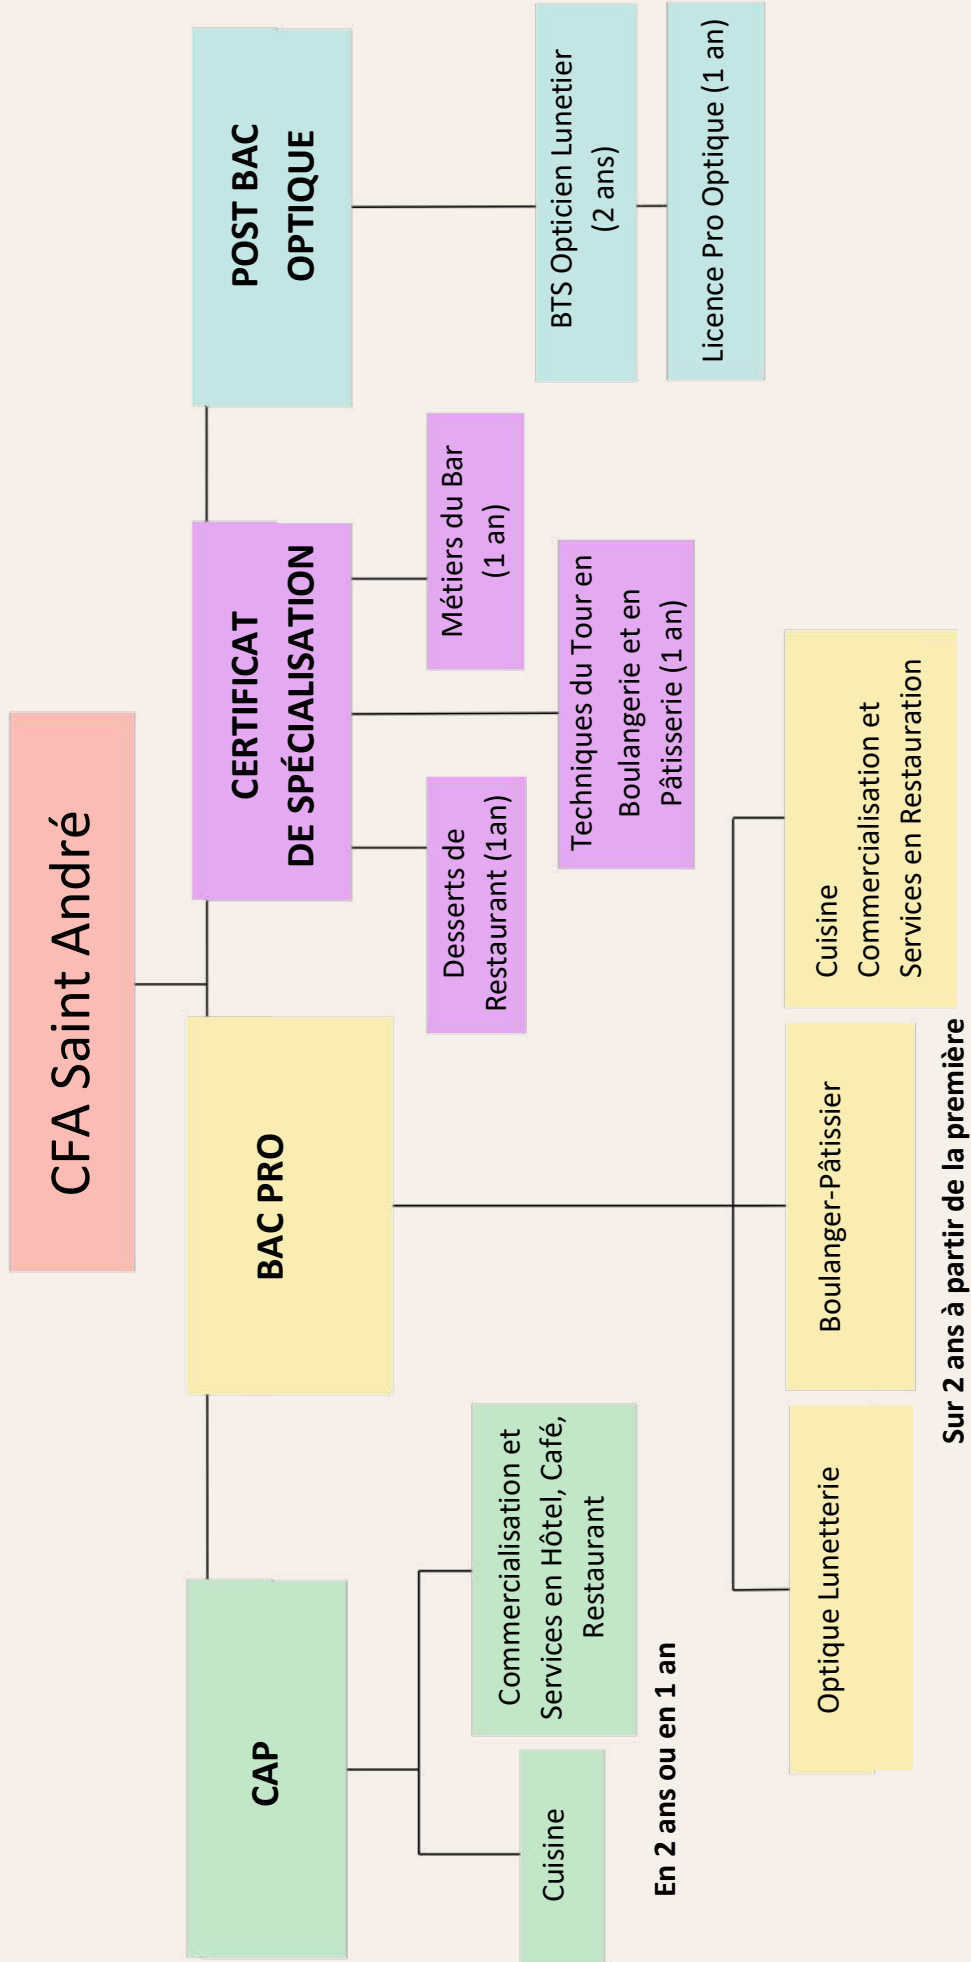 CFA Saint André
CAP
Cuisine
Commercialisation et
Services en Hôtel, Café,
Restaurant
En 2 ans ou en 1 an
BAC PRO
Optique Lunetterie
Boulanger-Pâtissier
Cuisine
Commercialisation et
Services en Restauration
Sur 2 ans à partir de la première
CERTIFICAT
DE SPÉCIALISATION
Desserts de
Restaurant (1an)
Techniques du Tour en
Boulangerie et en
Pâtisserie (1 an)
Métiers du Bar
(1 an)
POST BAC
OPTIQUE
BTS Opticien Lunetier
(2 ans)
Licence Pro Optique (1 an)